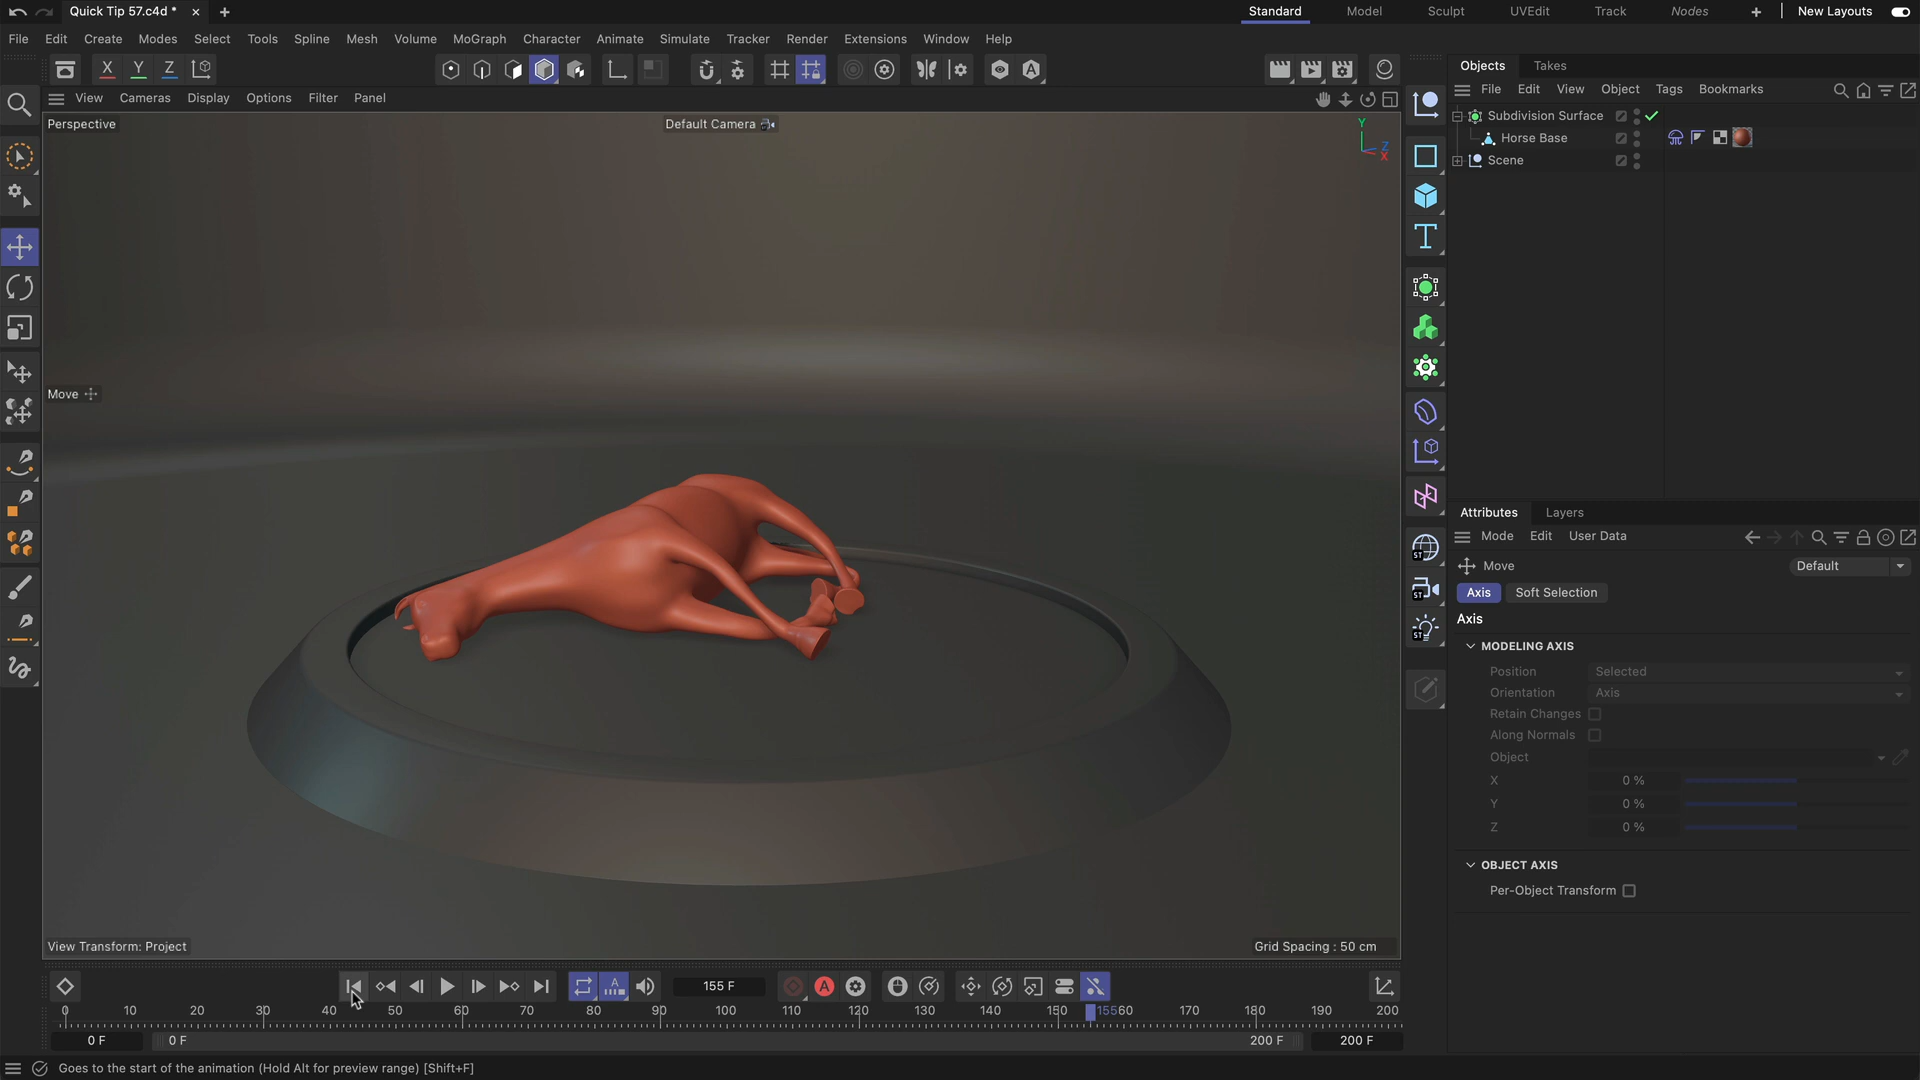 Quick Tip 57.c4d * × +
Standard Model Sculpt UVEdit Track Nodes + New Layouts
File Edit Create Modes Select Tools Spline Mesh Volume MoGraph Character Animate Simulate Tracker Render Extensions Window Help
X Y Z
Objects Takes
File Edit View Object Tags Bookmarks
View Cameras Display Options Filter Panel
Perspective
Default Camera
Y
Z
X
Subdivision Surface
Horse Base
Scene
Move
Attributes Layers
Mode Edit User Data
Move
Default
Axis Soft Selection
Axis
MODELING AXIS
Position Selected
Orientation Axis
Retain Changes
Along Normals
Object
X 0 %
Y 0 %
Z 0 %
OBJECT AXIS
Per-Object Transform
ST
ST
ST
View Transform: Project
Grid Spacing : 50 cm
155 F
A
0 10 20 30 40 50 60 70 80 90 100 110 120 130 140 150 15560 170 180 190 200
0 F 0 F 200 F 200 F
Goes to the start of the animation (Hold Alt for preview range) [Shift+F]